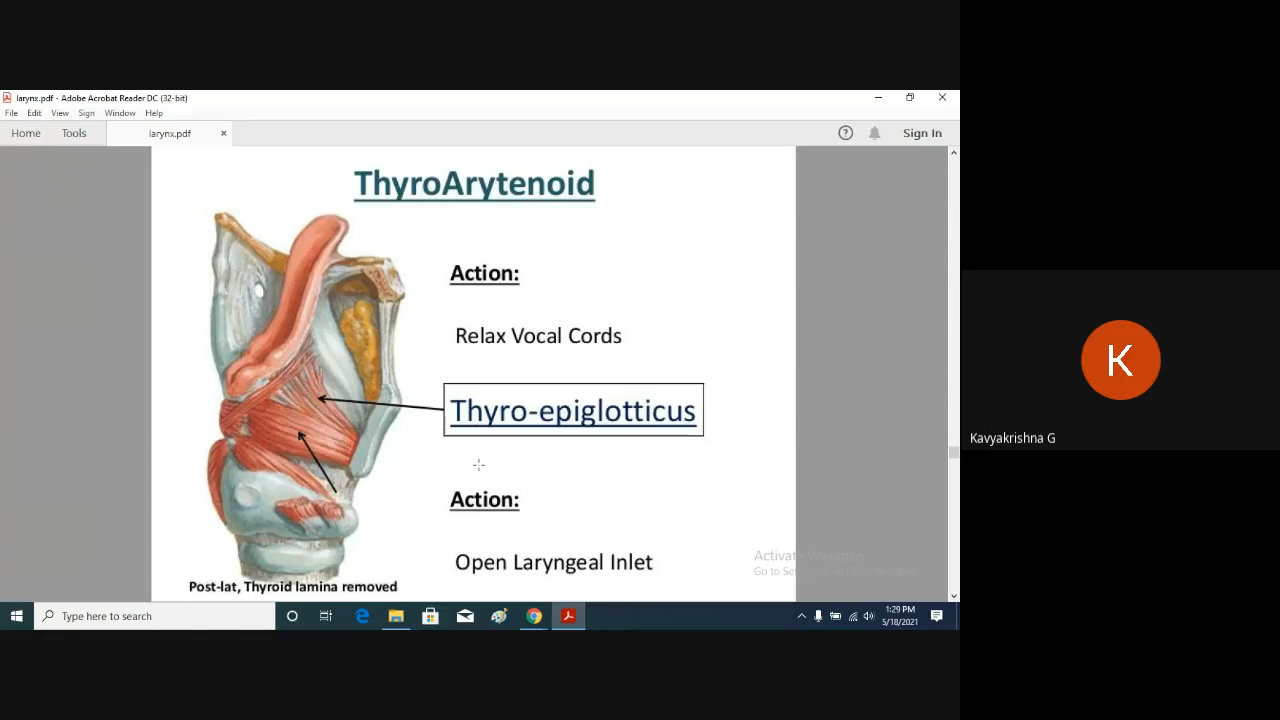 larynx.pdf - Adobe Acrobat Reader DC (32-bit)
File Edit View Sign Window Help
Home Tools larynx.pdf × Sign In
ThyroArytenoid
Action:
Relax Vocal Cords
Thyro-epiglotticus
Action:
Open Laryngeal Inlet
Post-lat, Thyroid lamina removed
Activate Windows
Go to
K
Kavyakrishna G
Type here to search
1:29 PM
5/18/2021